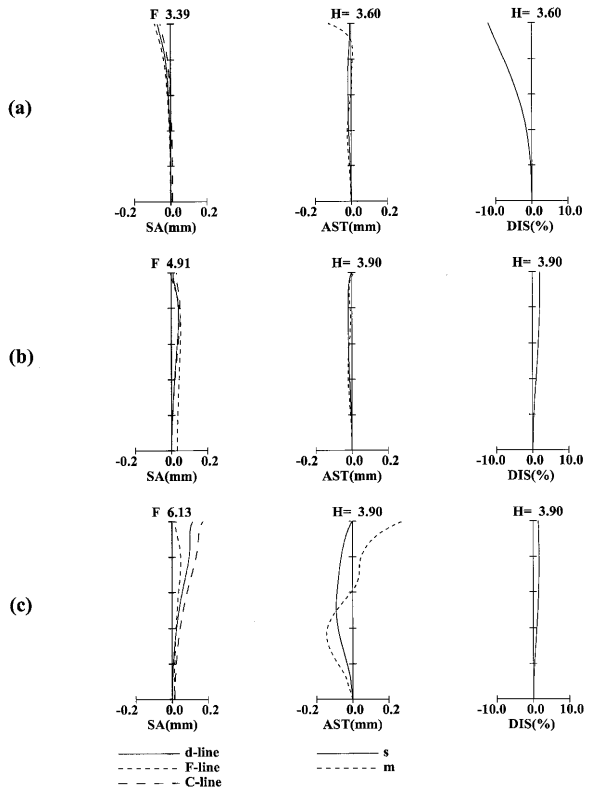 F 3.39
H= 3.60
H= 3.60
(a)
-0.2 0.0 0.2
SA(mm)
-0.2 0.0 0.2
AST(mm)
-10.0 0.0 10.0
DIS(%)
F 4.91
H= 3.90
H= 3.90
(b)
-0.2 0.0 0.2
SA(mm)
-0.2 0.0 0.2
AST(mm)
-10.0 0.0 10.0
DIS(%)
F 6.13
H= 3.90
H= 3.90
(c)
-0.2 0.0 0.2
SA(mm)
-0.2 0.0 0.2
AST(mm)
-10.0 0.0 10.0
DIS(%)
d-line
F-line
C-line
s
m